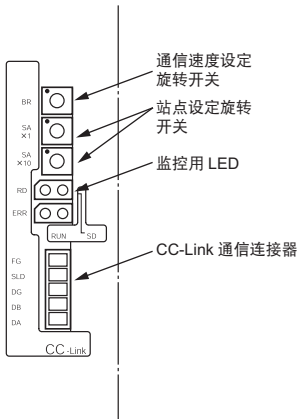 通信速度设定
旋转开关
BR
站点设定旋转
开关
SA
×1
SA
×10
监控用 LED
RD
ERR
RUN
SD
CC-Link 通信连接器
FG
SLD
DG
DB
DA
CC-Link